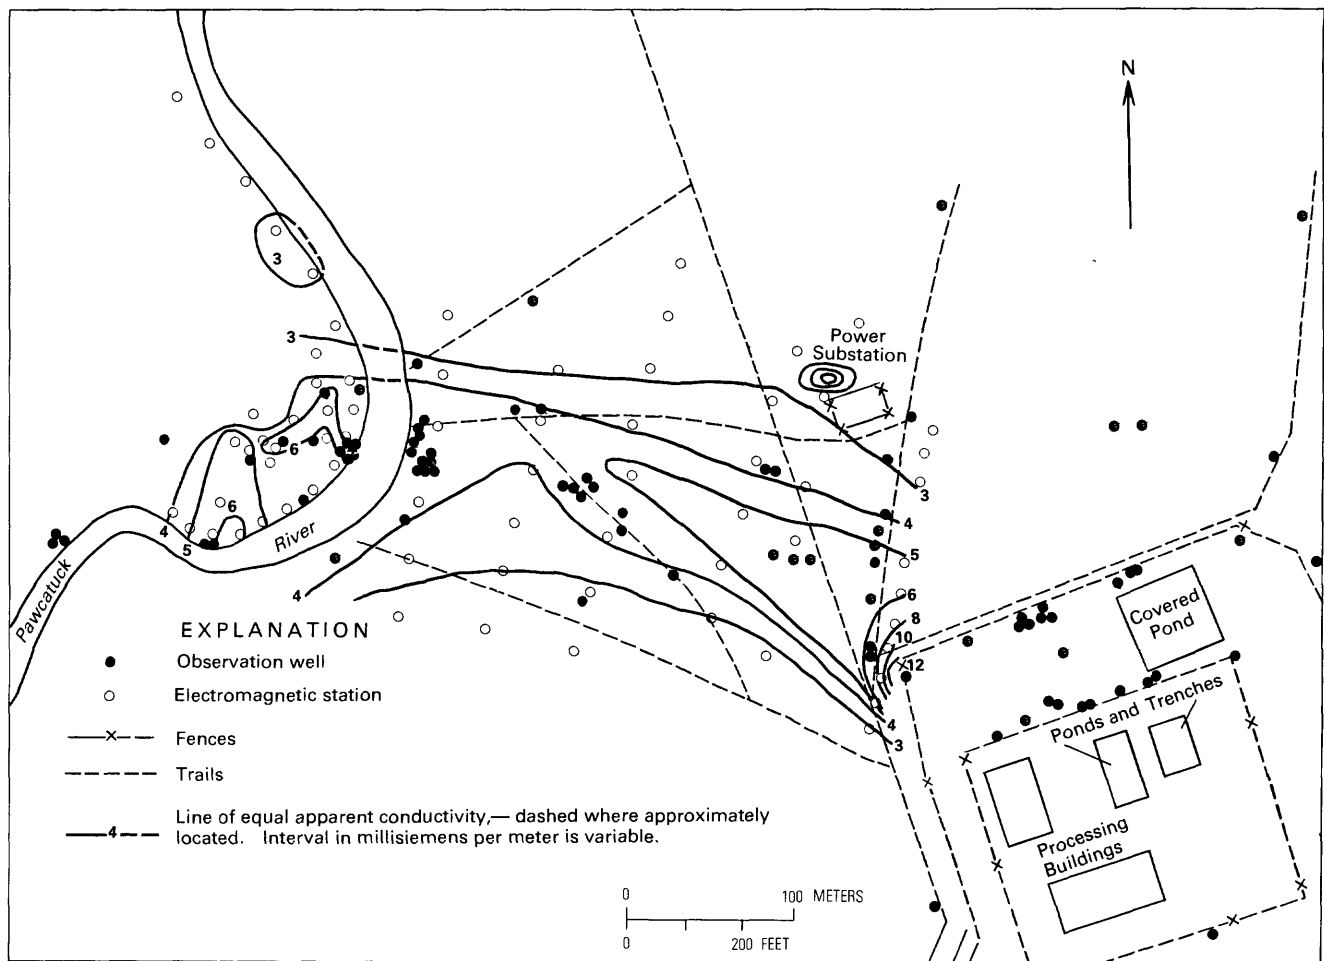 N
3
Power
Substation
3
6
6
4
5
River
Pawcatuck
4
3
4
5
6
8
10
12
4
3
Covered
Pond
Ponds and Trenches
Processing
Buildings
EXPLANATION
Observation well
Electromagnetic station
Fences
Trails
4
Line of equal apparent conductivity,— dashed where approximately
located. Interval in millisiemens per meter is variable.
0 100 METERS
0 200 FEET